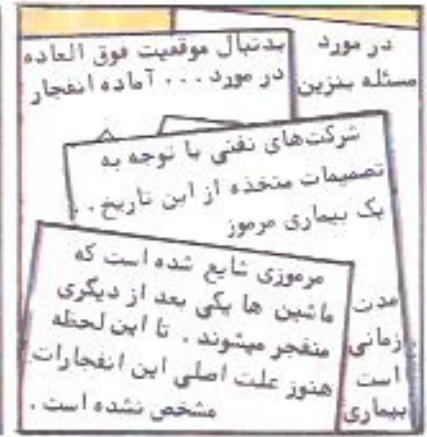 در مورد
مسئله بنزین
بدنبال موقعیت فوق العاده
در مورد ... آماده انفجار
شرکت‌های نفتی با توجه به
تصمیمات متخذه از این تاریخ ..
یک بیماری مرموز
مرموزی شایع شده است که
ماشین ها یکی بعد از دیگری
منفجر میشوند . تا این لحظه
هنوز علت اصلی این انفجارات
مشخص نشده است .
مدت
زمانی
است
بیماری